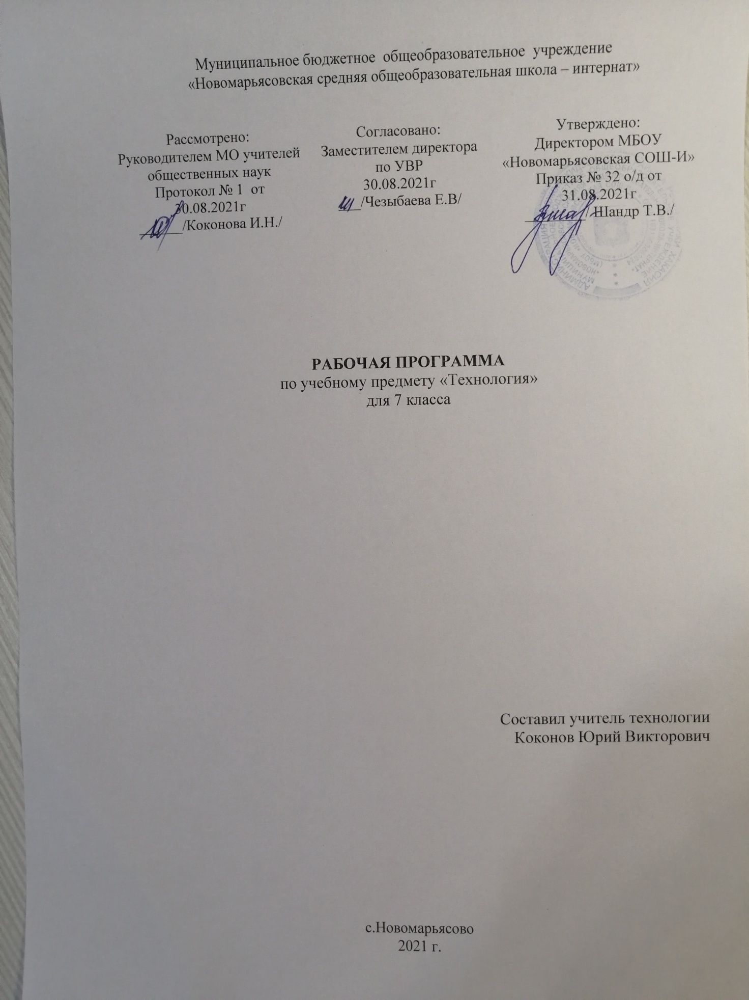 Муниципальное бюджетное общеобразовательное учреждение
«Новомарьясовская средняя общеобразовательная школа – интернат»
Рассмотрено:
Руководителем МО учителей
общественных наук
Протокол № 1 от
30.08.2021г
/Коконова И.Н./
Согласовано:
Заместителем директора
по УВР
30.08.2021г
/Чезыбаева Е.В/
Утверждено:
Директором МБОУ
«Новомарьясовская СОШ-И»
Приказ № 32 о/д от
31.08.2021г
/ Шандр Т.В./
РАБОЧАЯ ПРОГРАММА
по учебному предмету «Технология»
для 7 класса
Составил учитель технологии
Коконов Юрий Викторович
с.Новомарьясово
2021 г.